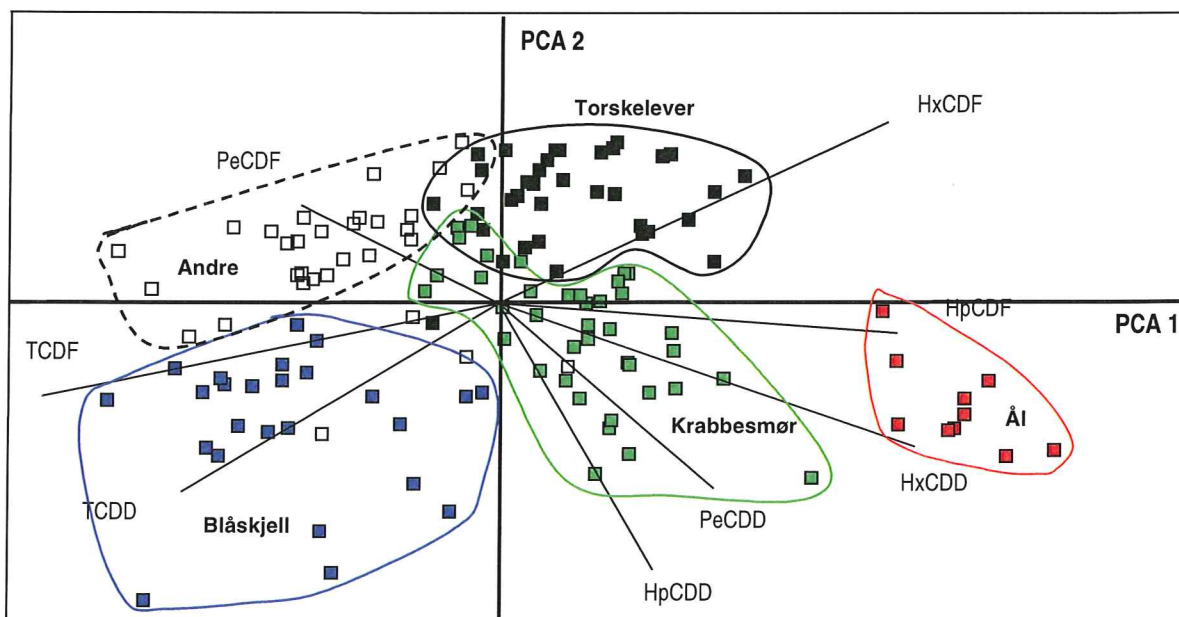 PCA 2
Torskelever
HxCDF
PeCDF
Andre
HpCDF
PCA 1
TCDF
Krabbesmør
Ål
HxCDD
TCDD
Blåskjell
PeCDD
HpCDD